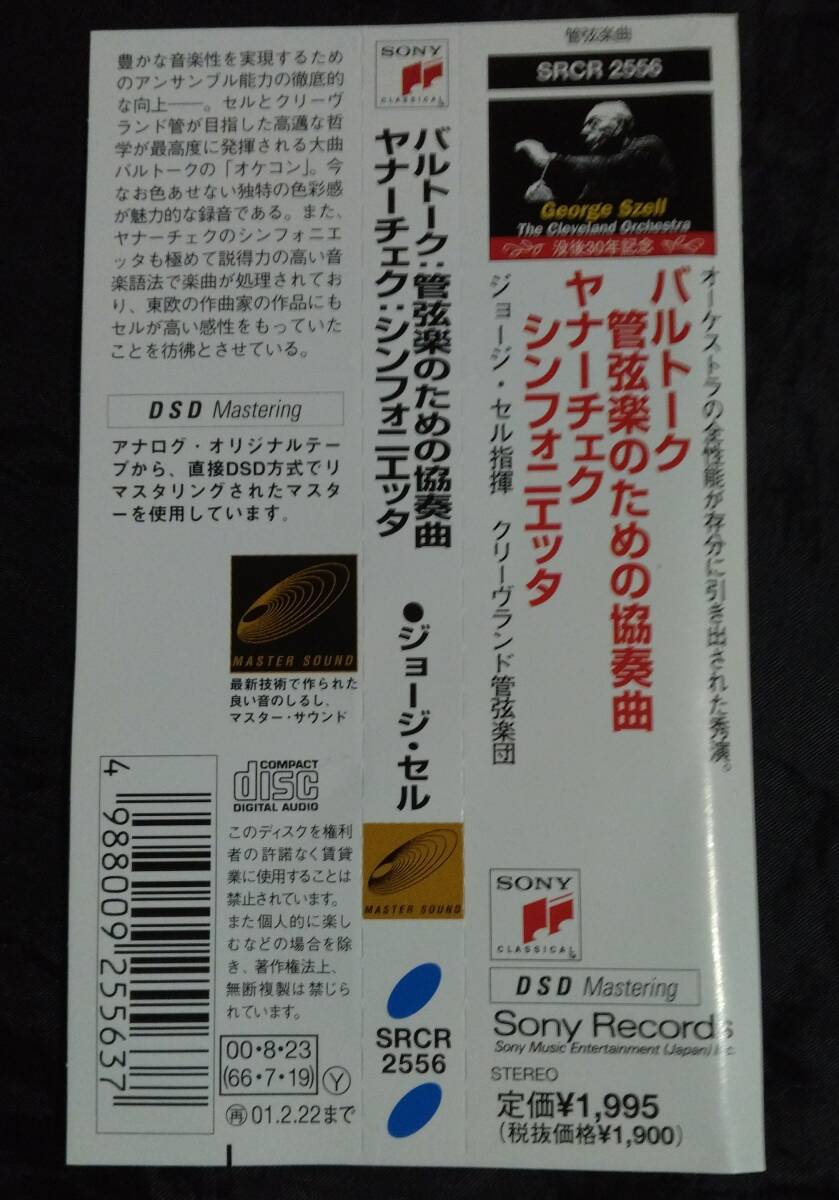 豊かな音楽性を実現するため
のアンサンブル能力の徹底的
な向上——。セルとクリーヴ
ランド管が目指した高邁な哲
学が最高度に発揮される大曲
バルトークの「オケコン」。今
なお色あせない独特の色彩感
が魅力的な録音である。また、
ヤナーチェクのシンフォニエ
ッタも極めて説得力の高い音
楽語法で楽曲が処理されてお
り、東欧の作曲家の作品にも
セルが高い感性をもっていた
ことを彷彿とさせている。
DSD Mastering
アナログ・オリジナルテー
プから、直接DSD方式でリ
マスタリングされたマスタ
ーを使用しています。
MASTER SOUND
最新技術で作られた
良い音のしるし、
マスター・サウンド
4988009255637
COMPACT
disc
DIGITAL AUDIO
このディスクを権利
者の許諾なく賃貸
業に使用することは
禁止されています。
また個人的に楽し
むなどの場合を除
き、著作権法上、
無断複製は禁じら
れています。
00・8・23
(66・7・19)
Y
再01.2.22まで
SONY
CLASSICAL
バルトーク:管弦楽のための協奏曲
ヤナーチェク:シンフォニエッタ
●ジョージ・セル
MASTER SOUND
SRCR
2556
管弦楽曲
SRCR 2556
George Szell
The Cleveland Orchestra
没後30年記念
オーケストラの全性能が存分に引き出された秀演。
バルトーク
管弦楽のための協奏曲
ヤナーチェク
シンフォニエッタ
ジョージ・セル指揮 クリーヴランド管弦楽団
SONY
CLASSICAL
DSD Mastering
Sony Records
Sony Music Entertainment (Japan) Inc.
STEREO
定価¥1,995
(税抜価格¥1,900)